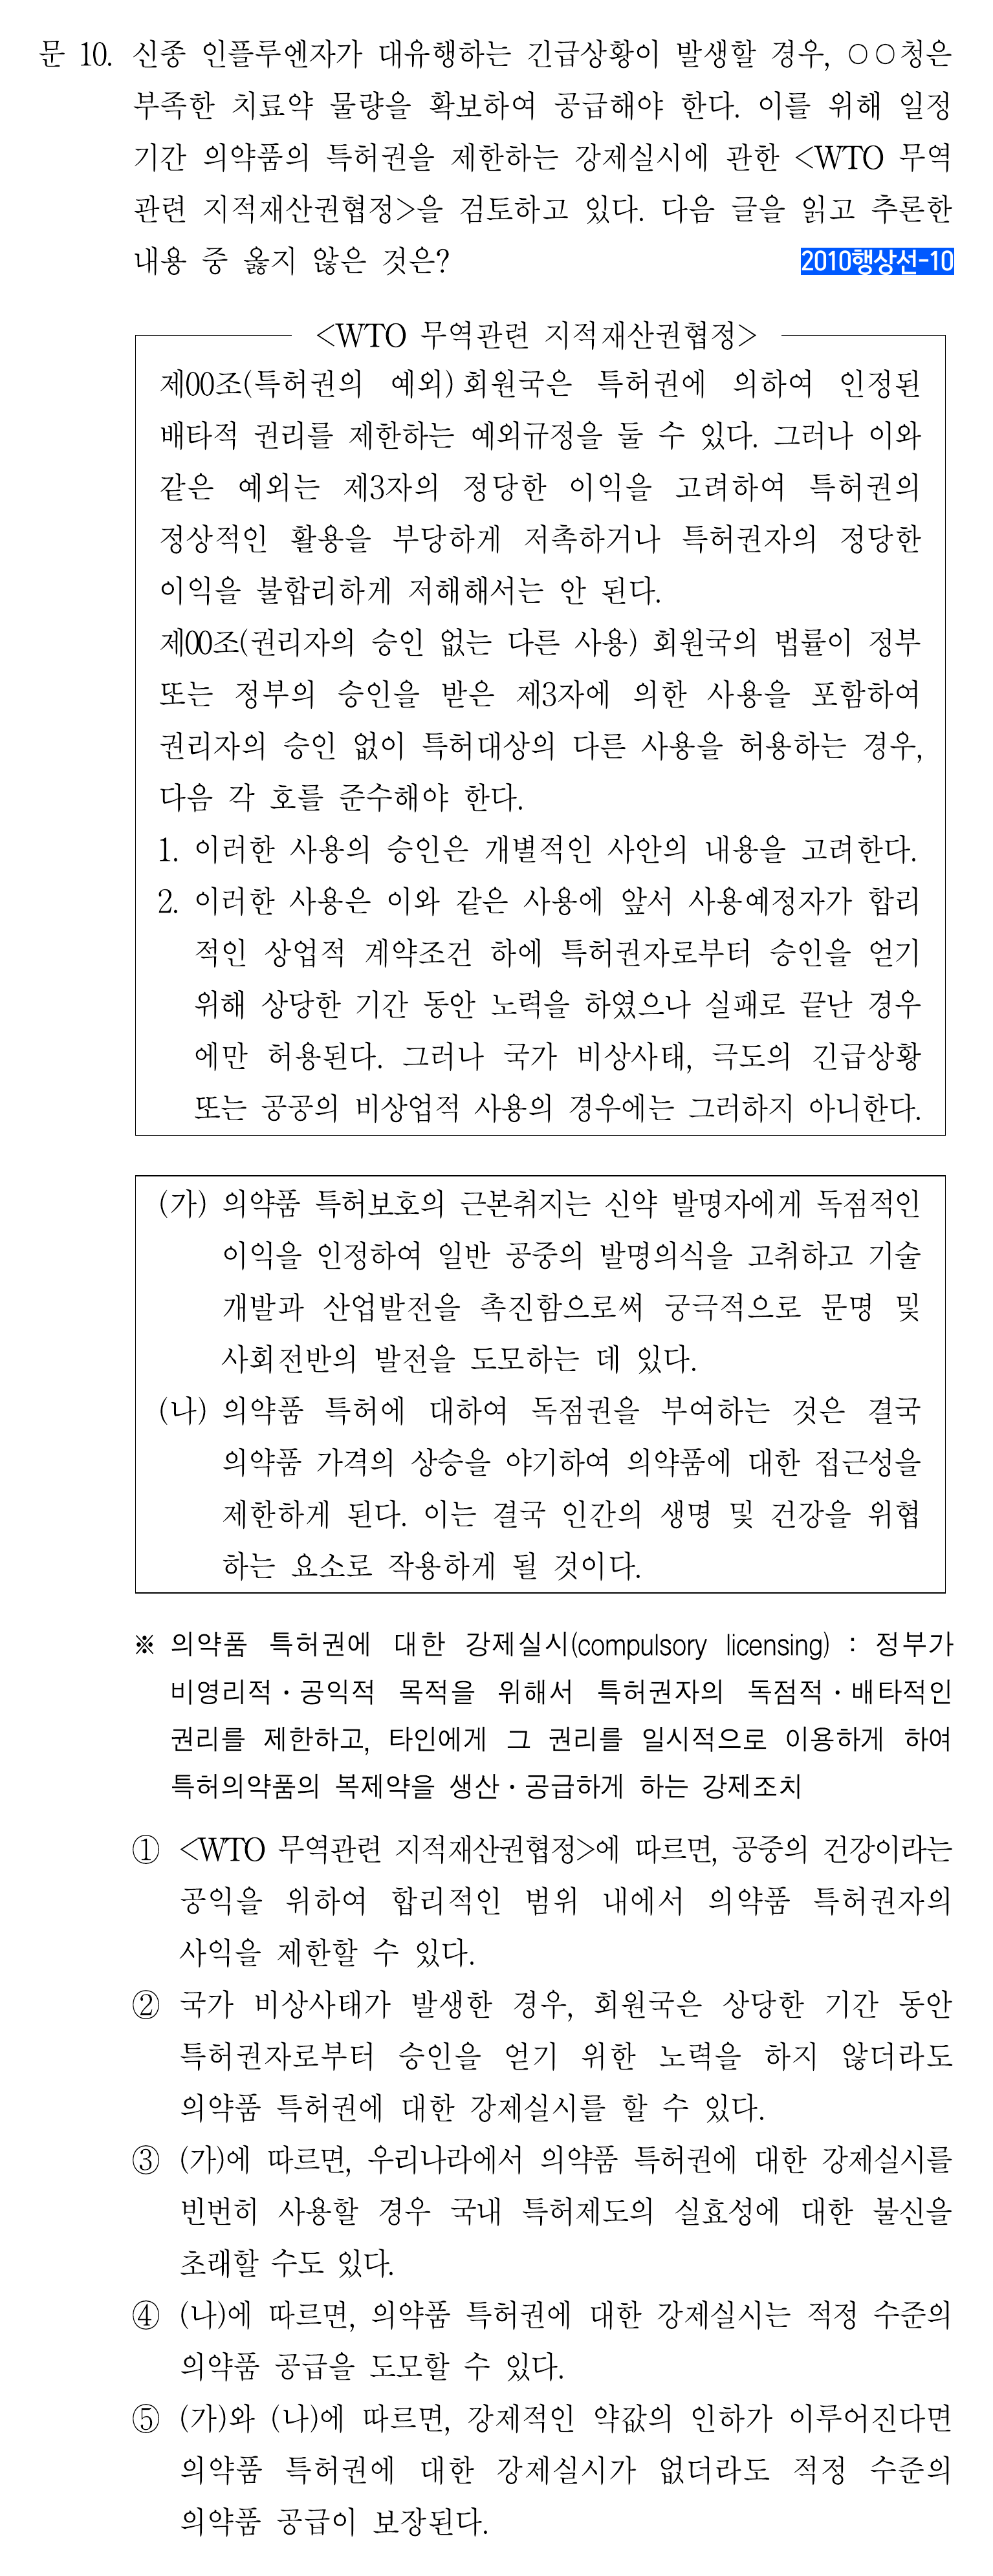 문 10. 신종 인플루엔자가 대유행하는 긴급상황이 발생할 경우, ○○청은
부족한 치료약 물량을 확보하여 공급해야 한다. 이를 위해 일정
기간 의약품의 특허권을 제한하는 강제실시에 관한 <WTO 무역
관련 지적재산권협정>을 검토하고 있다. 다음 글을 읽고 추론한
내용 중 옳지 않은 것은? 2010행상선-10
<WTO 무역관련 지적재산권협정>
제00조(특허권의 예외) 회원국은 특허권에 의하여 인정된
배타적 권리를 제한하는 예외규정을 둘 수 있다. 그러나 이와
같은 예외는 제3자의 정당한 이익을 고려하여 특허권의
정상적인 활용을 부당하게 저촉하거나 특허권자의 정당한
이익을 불합리하게 저해해서는 안 된다.
제00조(권리자의 승인 없는 다른 사용) 회원국의 법률이 정부
또는 정부의 승인을 받은 제3자에 의한 사용을 포함하여
권리자의 승인 없이 특허대상의 다른 사용을 허용하는 경우,
다음 각 호를 준수해야 한다.
1. 이러한 사용의 승인은 개별적인 사안의 내용을 고려한다.
2. 이러한 사용은 이와 같은 사용에 앞서 사용예정자가 합리
적인 상업적 계약조건 하에 특허권자로부터 승인을 얻기
위해 상당한 기간 동안 노력을 하였으나 실패로 끝난 경우
에만 허용된다. 그러나 국가 비상사태, 극도의 긴급상황
또는 공공의 비상업적 사용의 경우에는 그러하지 아니한다.
(가) 의약품 특허보호의 근본취지는 신약 발명자에게 독점적인
이익을 인정하여 일반 공중의 발명의식을 고취하고 기술
개발과 산업발전을 촉진함으로써 궁극적으로 문명 및
사회전반의 발전을 도모하는 데 있다.
(나) 의약품 특허에 대하여 독점권을 부여하는 것은 결국
의약품 가격의 상승을 야기하여 의약품에 대한 접근성을
제한하게 된다. 이는 결국 인간의 생명 및 건강을 위협
하는 요소로 작용하게 될 것이다.
※ 의약품 특허권에 대한 강제실시(compulsory licensing) : 정부가
비영리적·공익적 목적을 위해서 특허권자의 독점적·배타적인
권리를 제한하고, 타인에게 그 권리를 일시적으로 이용하게 하여
특허의약품의 복제약을 생산·공급하게 하는 강제조치
① <WTO 무역관련 지적재산권협정>에 따르면, 공중의 건강이라는
공익을 위하여 합리적인 범위 내에서 의약품 특허권자의
사익을 제한할 수 있다.
② 국가 비상사태가 발생한 경우, 회원국은 상당한 기간 동안
특허권자로부터 승인을 얻기 위한 노력을 하지 않더라도
의약품 특허권에 대한 강제실시를 할 수 있다.
③ (가)에 따르면, 우리나라에서 의약품 특허권에 대한 강제실시를
빈번히 사용할 경우 국내 특허제도의 실효성에 대한 불신을
초래할 수도 있다.
④ (나)에 따르면, 의약품 특허권에 대한 강제실시는 적정 수준의
의약품 공급을 도모할 수 있다.
⑤ (가)와 (나)에 따르면, 강제적인 약값의 인하가 이루어진다면
의약품 특허권에 대한 강제실시가 없더라도 적정 수준의
의약품 공급이 보장된다.